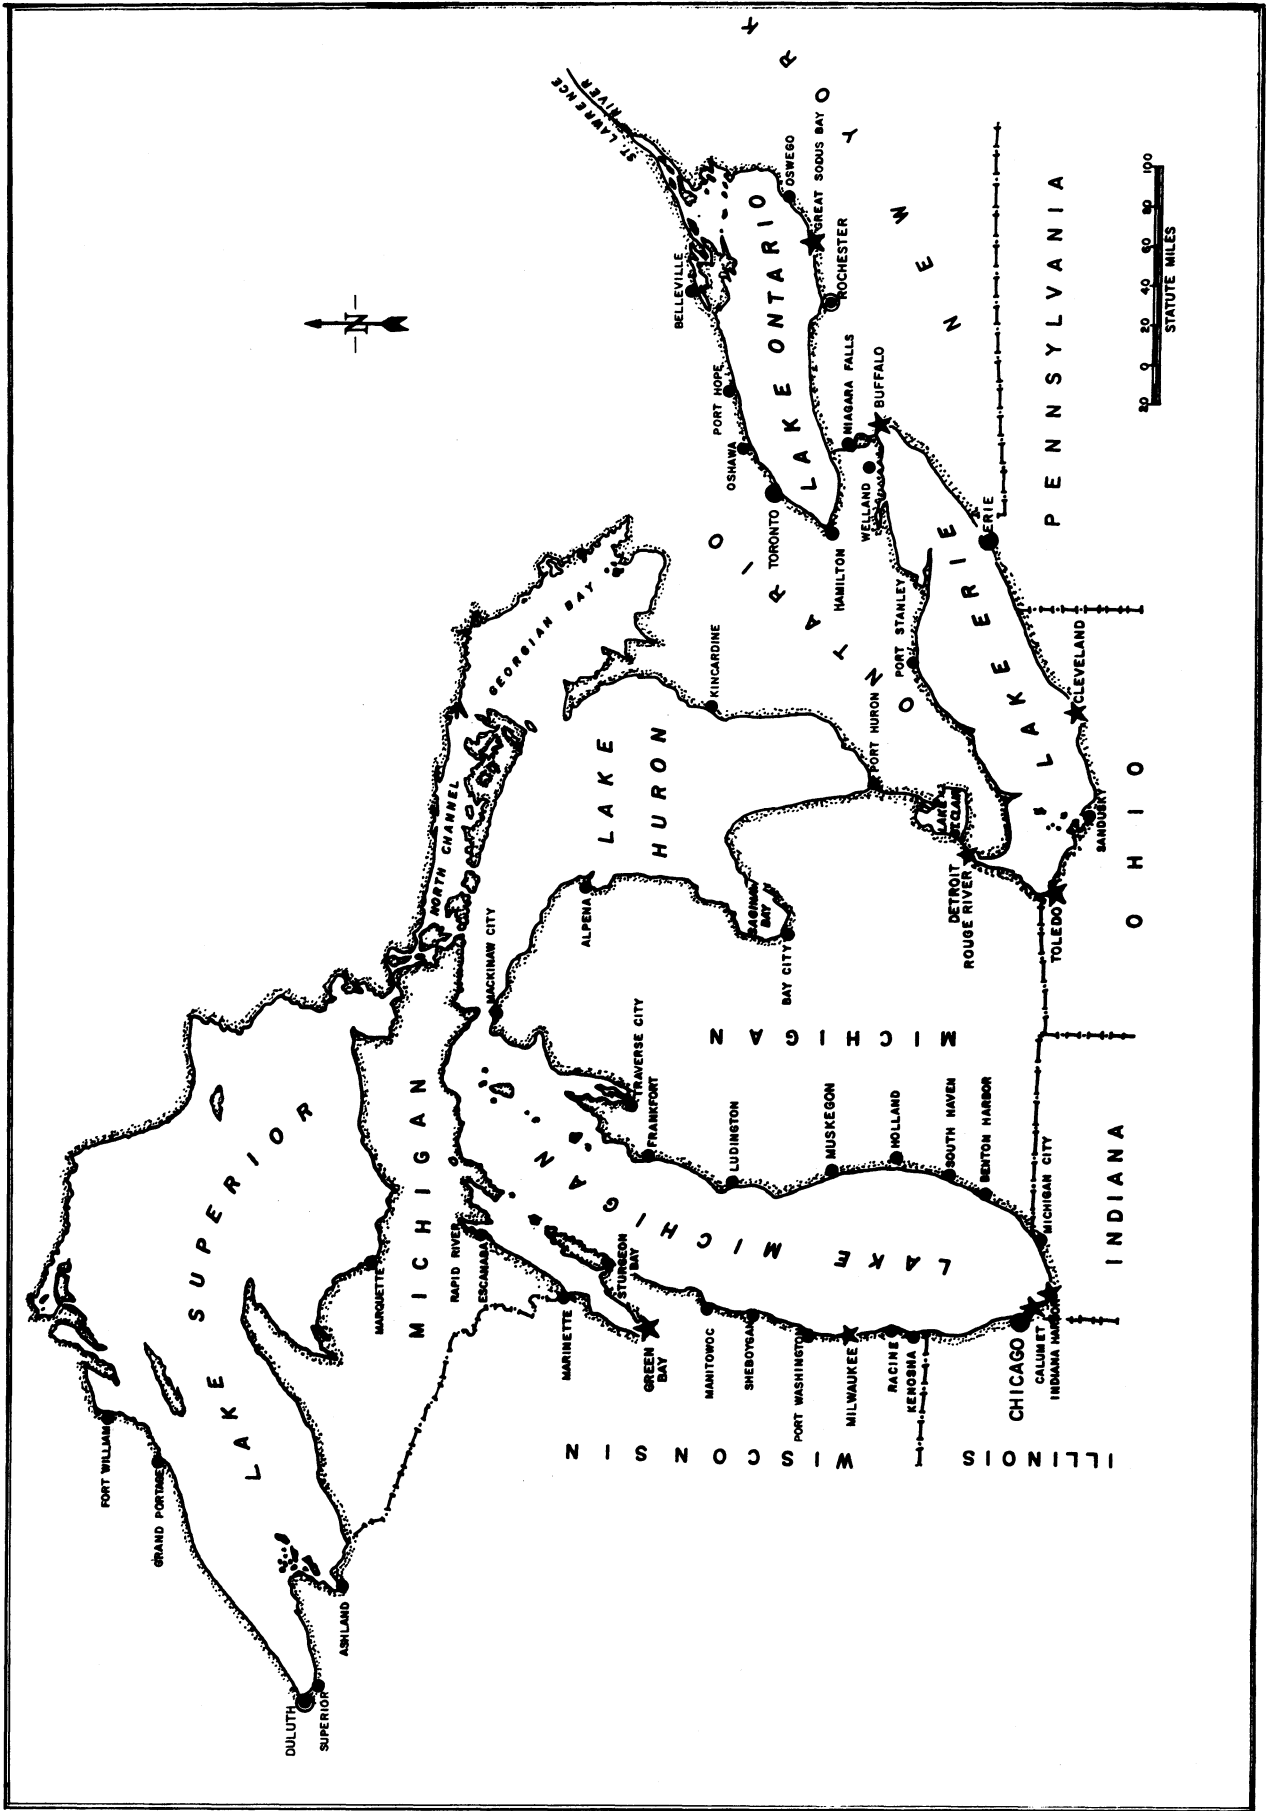 ST. LAWRENCE
RIVER
N
FORT WILLIAM
GRAND PORTAGE
DULUTH
SUPERIOR
ASHLAND
LAKE SUPERIOR
MARQUETTE
MICHIGAN
RAPID RIVER
ESCANABA
MARINETTE
GREEN
BAY
STURGEON
BAY
MANITOWOC
SHEBOYGAN
PORT WASHINGTON
MILWAUKEE
RACINE
KENOSHA
CHICAGO
CALUMET
INDIANA HARBOR
WISCONSIN
ILLINOIS
LAKE MICHIGAN
MACKINAW CITY
TRAVERSE CITY
FRANKFORT
LUDINGTON
MUSKEGON
HOLLAND
SOUTH HAVEN
BENTON HARBOR
MICHIGAN CITY
INDIANA
MICHIGAN
NORTH CHANNEL
GEORGIAN BAY
LAKE
HURON
ALPENA
SAGINAW
BAY
BAY CITY
KINCARDINE
PORT HURON
LAKE
ST. CLAIR
DETROIT
ROUGE RIVER
TOLEDO
SANDUSKY
CLEVELAND
OHIO
ONTARIO
PORT STANLEY
LAKE ERIE
ERIE
WELLAND
BUFFALO
NIAGARA FALLS
HAMILTON
TORONTO
OSHAWA
PORT HOPE
BELLEVILLE
LAKE ONTARIO
ROCHESTER
GREAT SODUS BAY
OSWEGO
NEW YORK
PENNSYLVANIA
20 0 20 40 60 80 100
STATUTE MILES